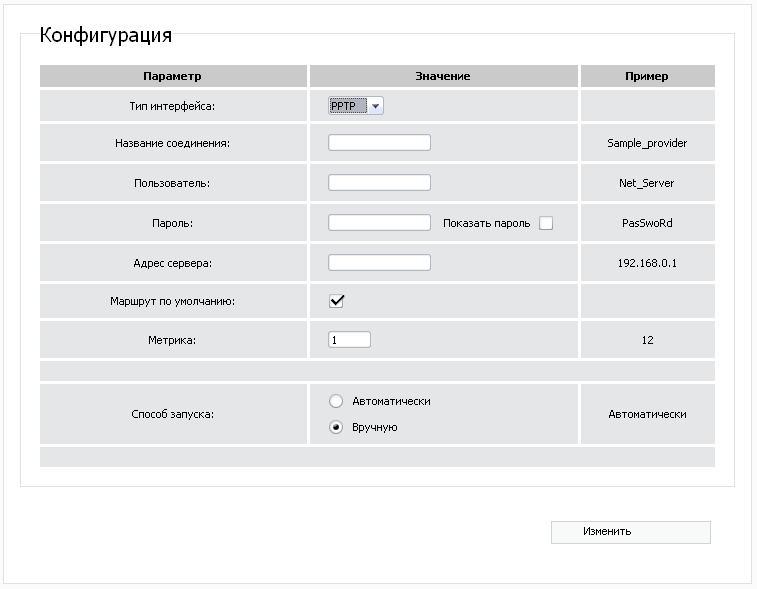 Конфигурация
Параметр Значение Пример
Тип интерфейса: PPTP
Название соединения: Sample_provider
Пользователь: Net_Server
Пароль: Показать пароль PasSwoRd
Адрес сервера: 192.168.0.1
Маршрут по умолчанию:
Метрика: 1 12
Способ запуска: Автоматически Автоматически
Вручную
Изменить